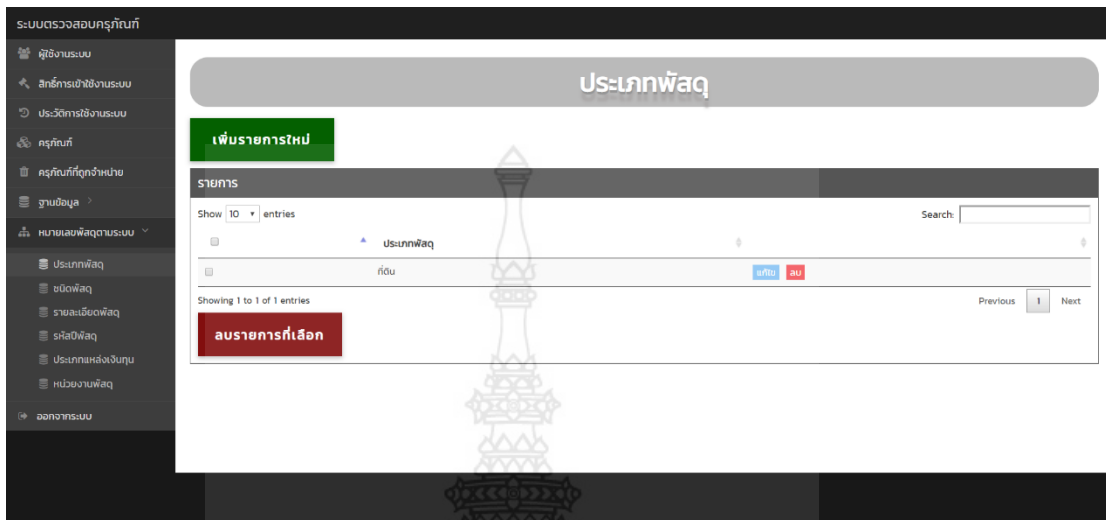 ระบบตรวจสอบครุภัณฑ์
ผู้ใช้งานระบบ
สิทธิ์การเข้าใช้งานระบบ
ประวัติการใช้งานระบบ
ครุภัณฑ์
ครุภัณฑ์ที่ถูกจำหน่าย
ฐานข้อมูล
หมายเลขพัสดุตามระบบ
ประเภทพัสดุ
ชนิดพัสดุ
รายละเอียดพัสดุ
รหัสปีพัสดุ
ประเภทแหล่งเงินทุน
หน่วยงานพัสดุ
ออกจากระบบ
ประเภทพัสดุ
เพิ่มรายการใหม่
รายการ
Show 10 entries Search:
ประเภทพัสดุ
ที่ดิน แก้ไข ลบ
Showing 1 to 1 of 1 entries Previous 1 Next
ลบรายการที่เลือก